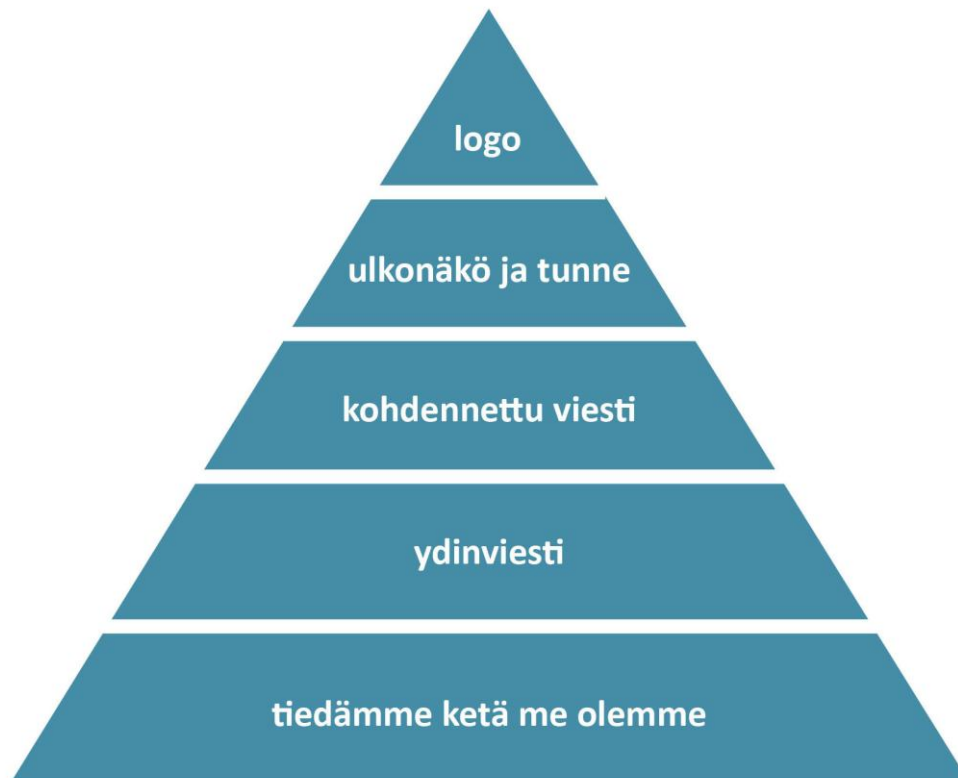 logo
ulkonäkö ja tunne
kohdennettu viesti
ydinviesti
tiedämme ketä me olemme